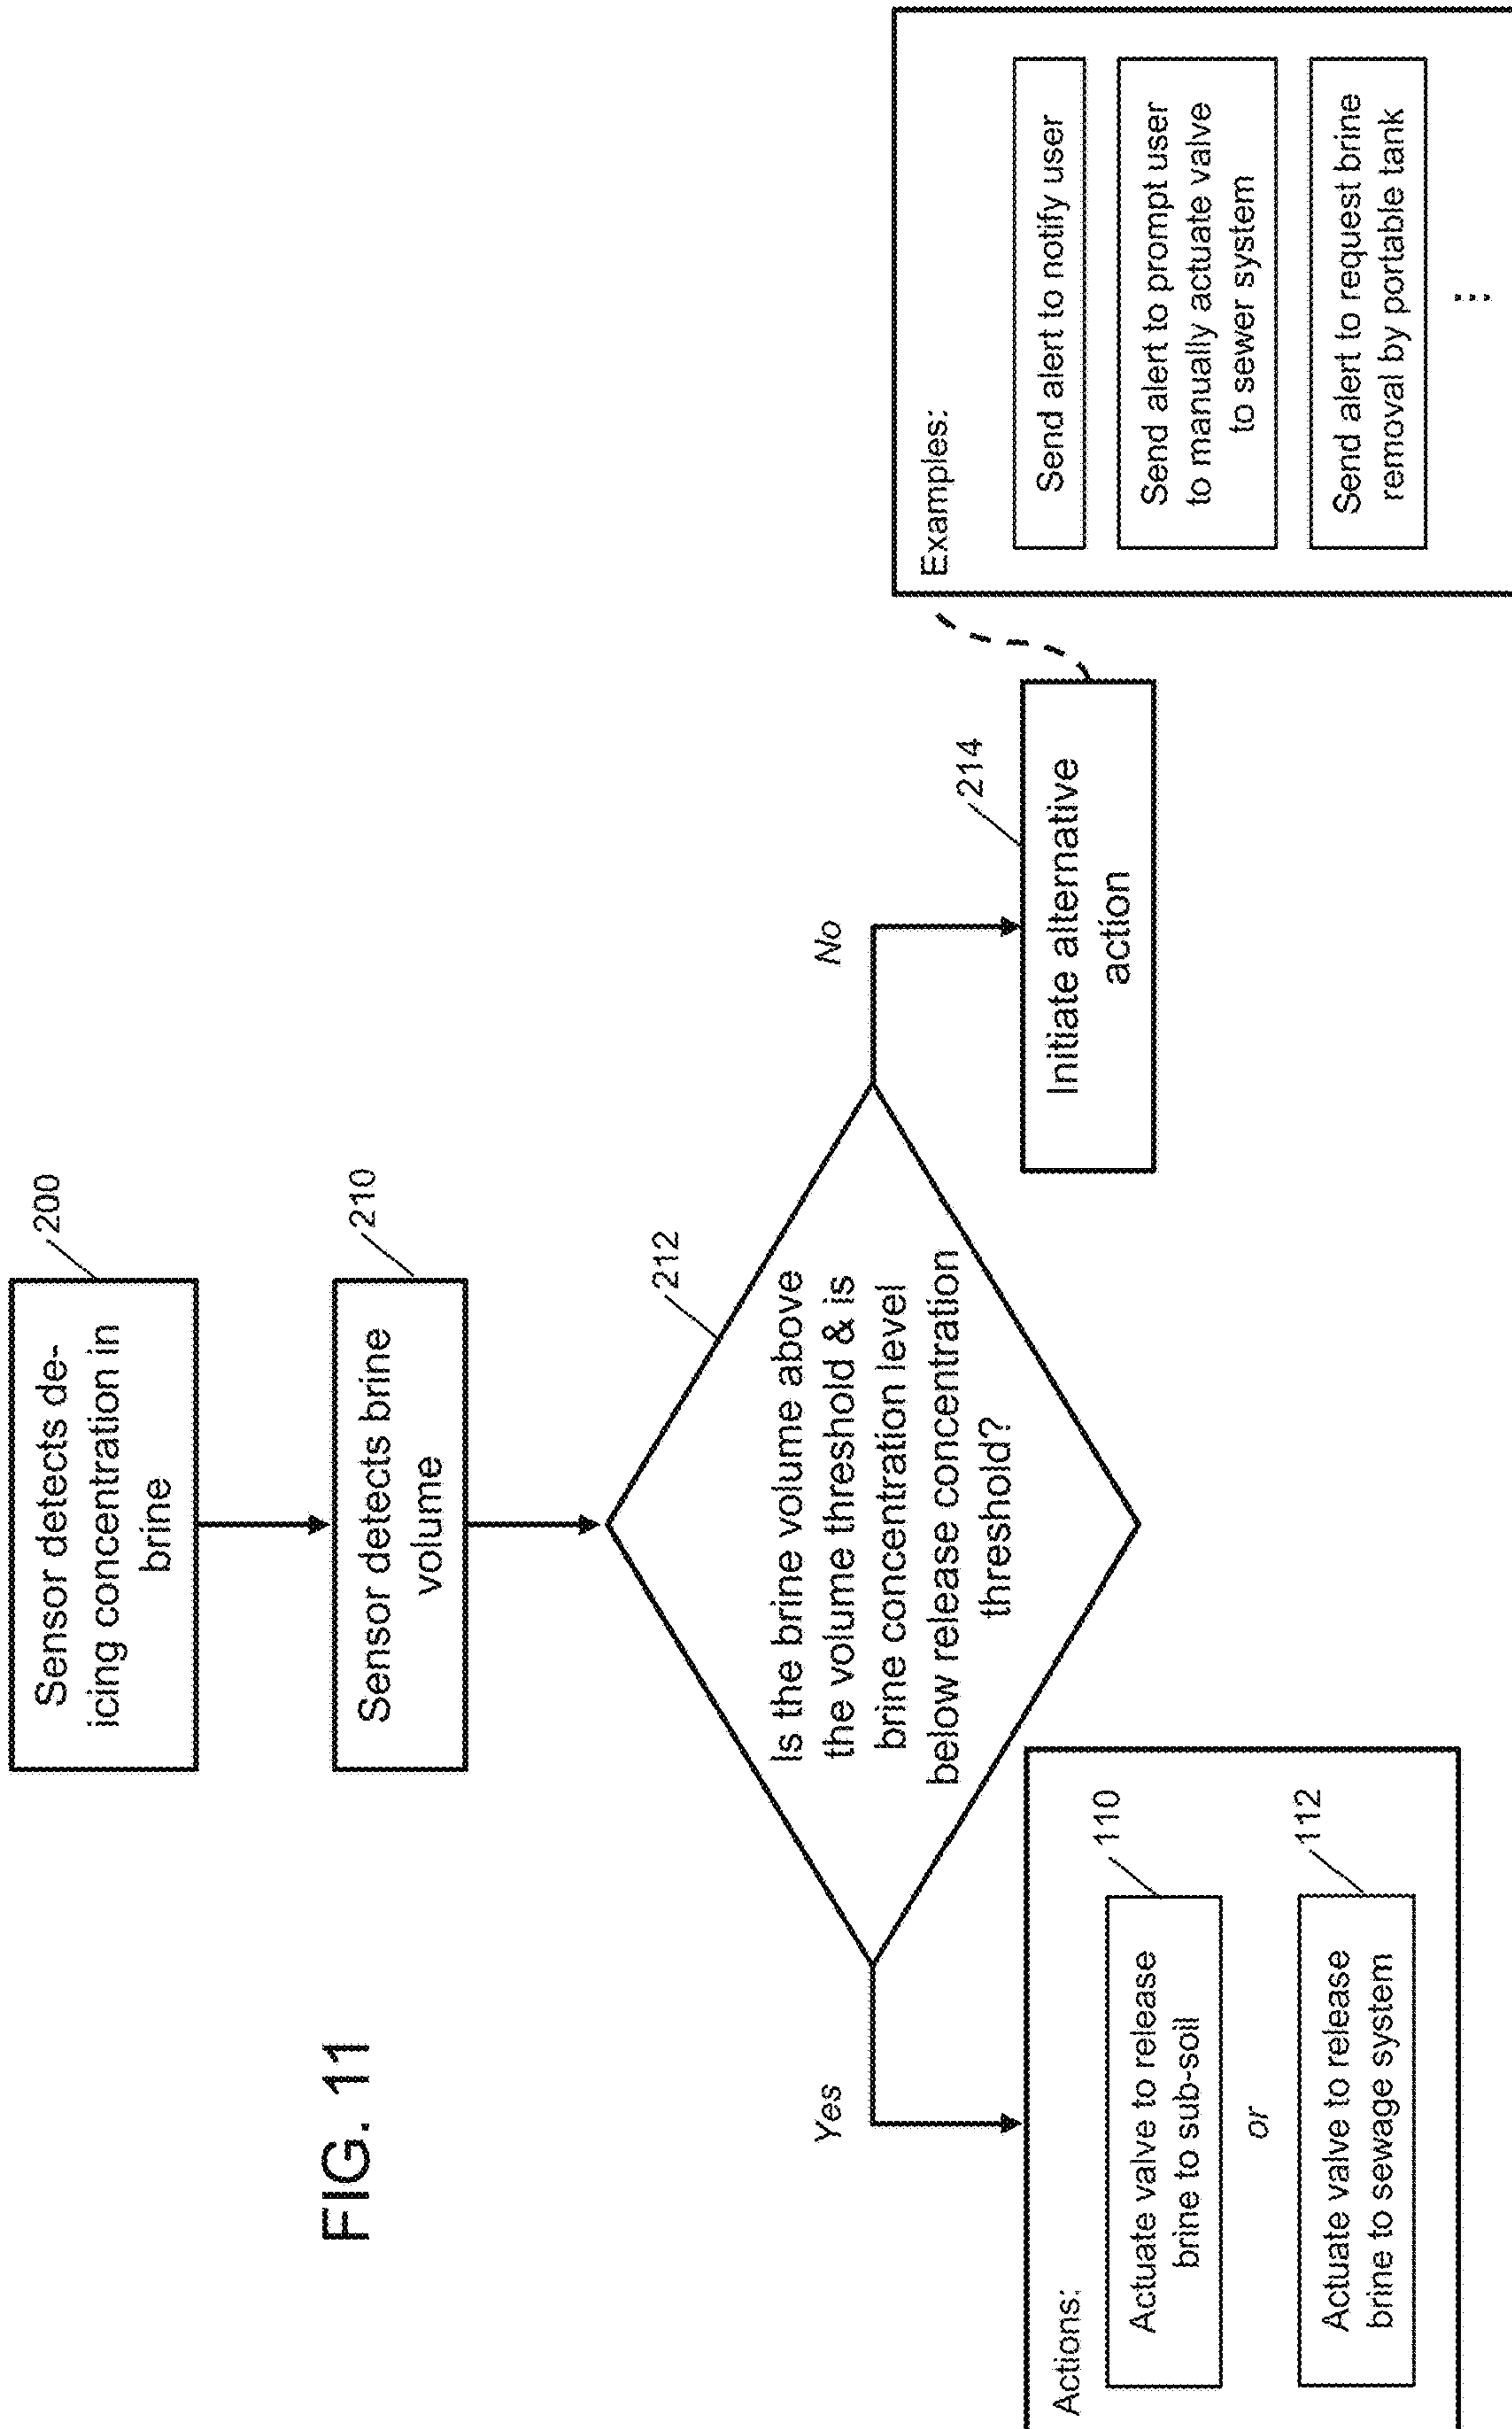 FIG. 11
Sensor detects de-
icing concentration in
brine
200
Sensor detects brine
volume
210
Is the brine volume above
the volume threshold & is
brine concentration level
below release concentration
threshold?
212
Yes
No
Actions:
Actuate valve to release
brine to sub-soil
110
or
Actuate valve to release
brine to sewage system
112
Initiate alternative
action
214
Examples:
Send alert to notify user
Send alert to prompt user
to manually actuate valve
to sewer system
Send alert to request brine
removal by portable tank
...